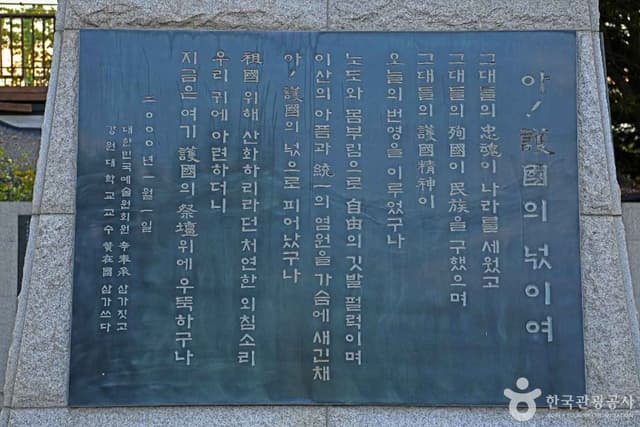 아! 護國의 넋이여
그대들의 忠魂이 나라를 세웠고
그대들의 殉國이 民族을 구했으며
그대들의 護國精神이
오늘의 번영을 이루었구나
노도와 몸부림으로 自由의 깃발 펄럭이며
이산의 아픔과 統一의 염원을 가슴에 새긴채
아! 護國의 넋으로 피어났구나
祖國 위해 산화하리라던 처연한 외침소리
우리 귀에 아련하더니
지금은 여기 護國의 祭壇위에 우뚝하구나
二000年 一月 一일
대한민국예술원회원 李車承 삼가짓고
강원대학교교수 黃在國 삼가쓰다
한국관광공사